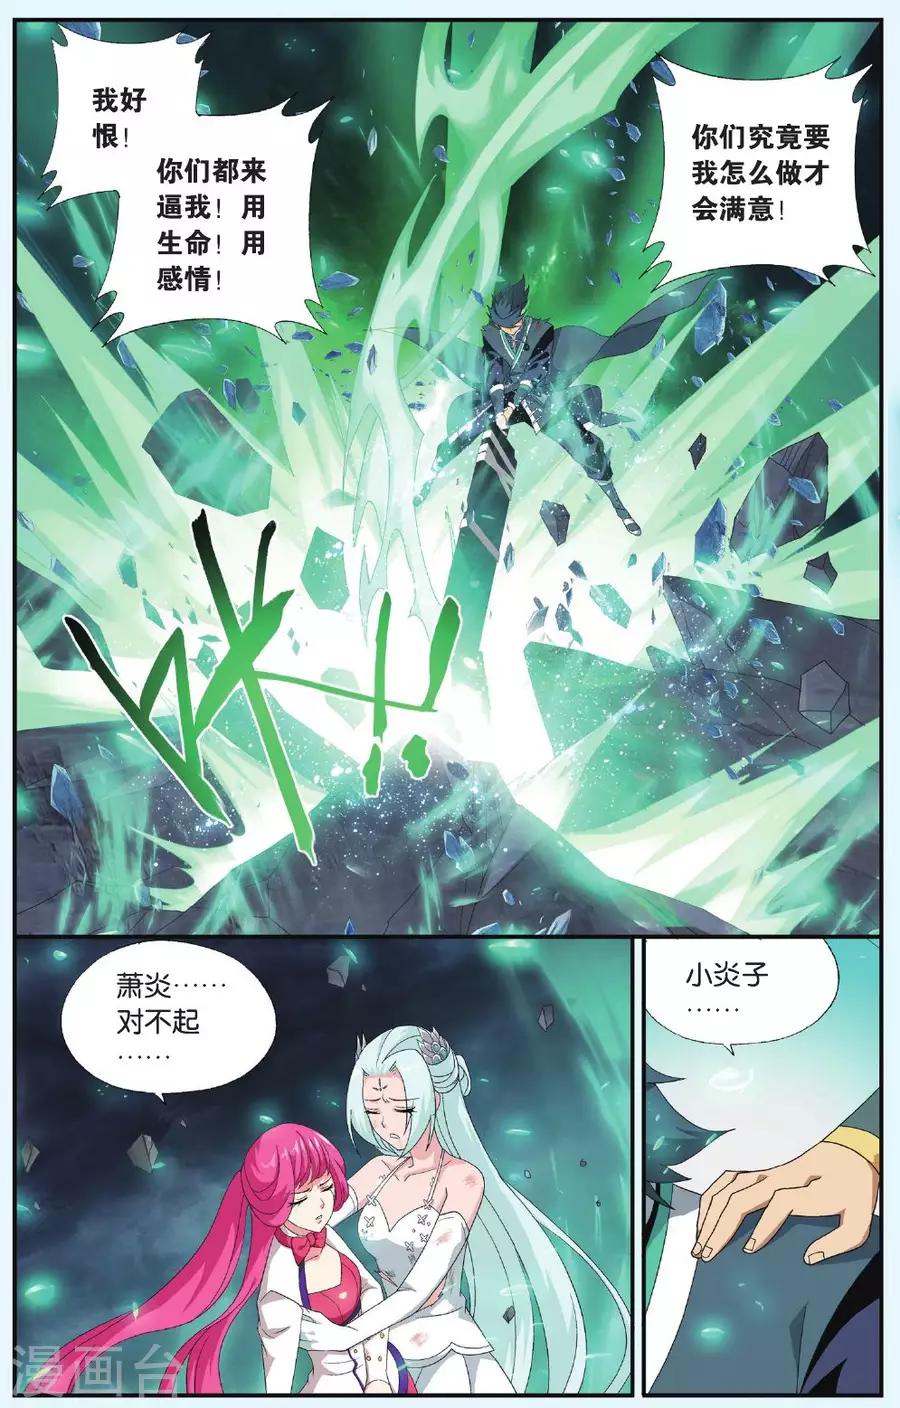 我好
恨！
你们都来
逼我！用
生命！用
感情！
你们究竟要
我怎么做才
会满意！
萧炎……
对不起
……
小炎子
……
漫画台